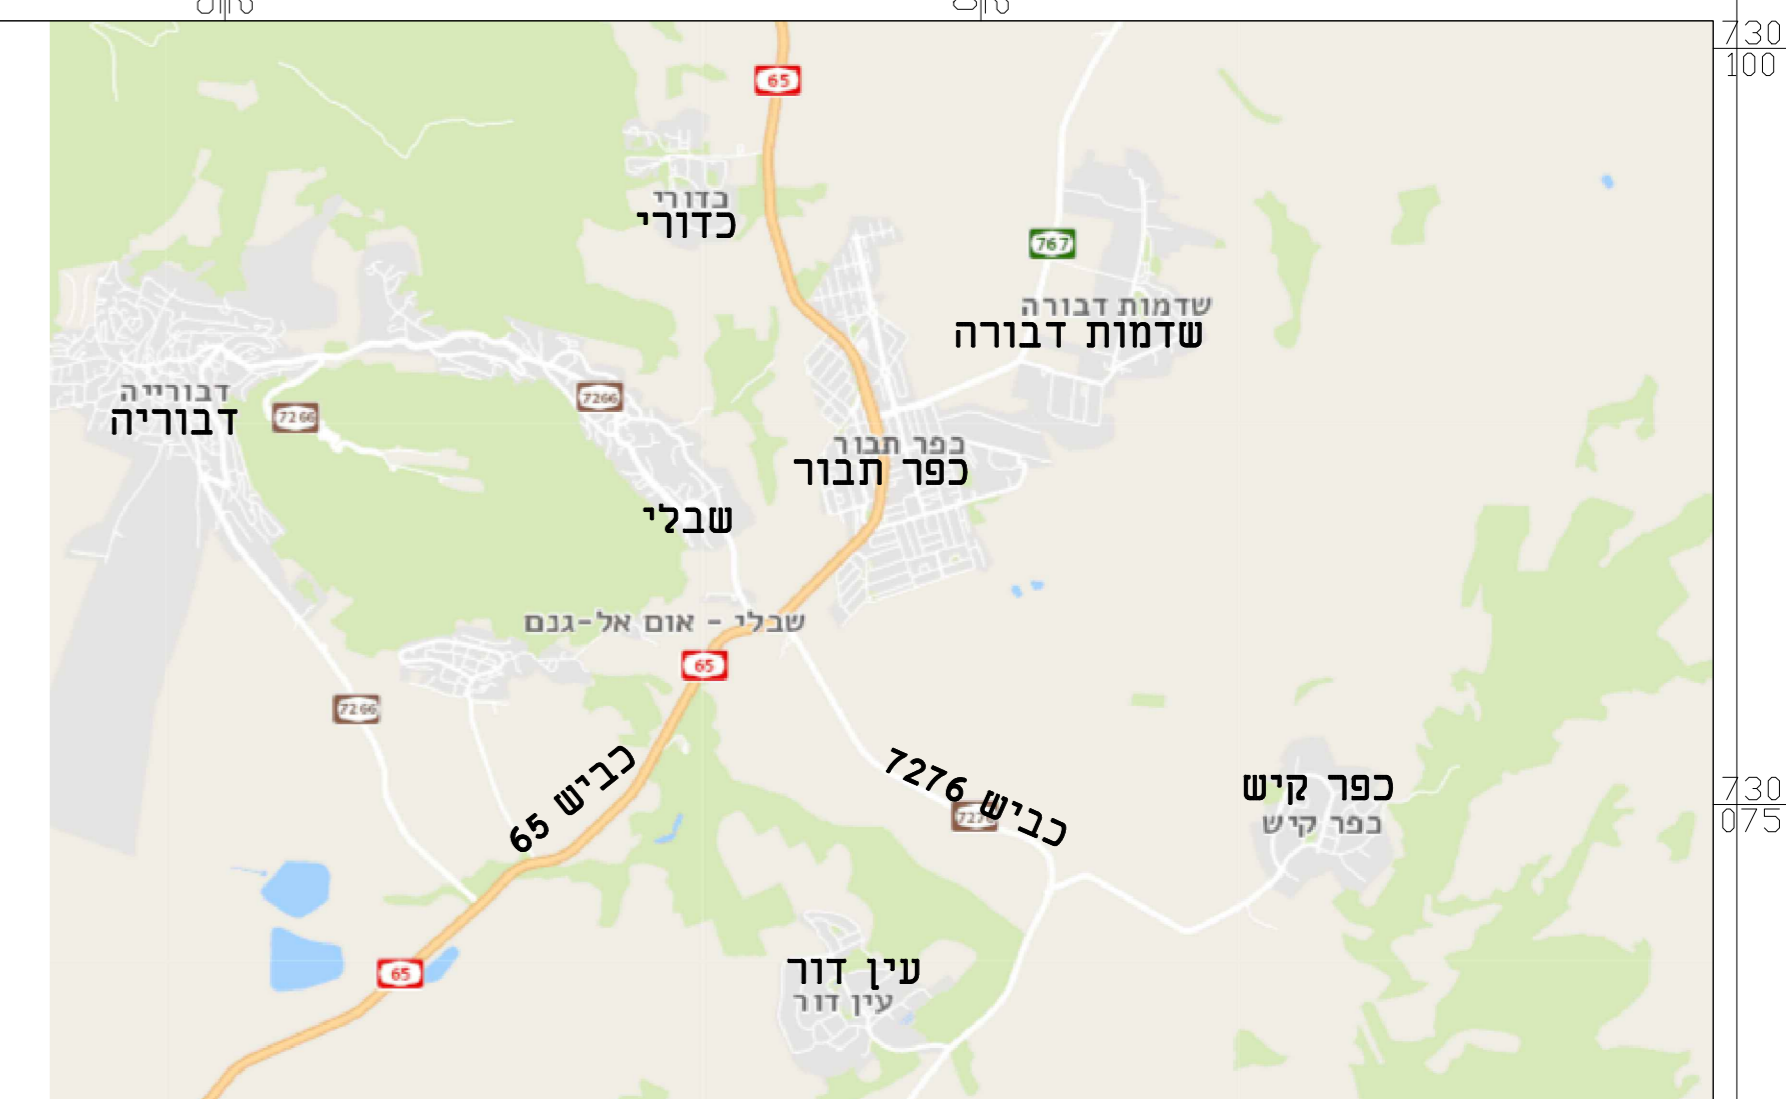 730
100
65
כדורי
כדורי
767
שדמות דבורה
שדמות דבורה
דבורייה
דבוריה
7266
7266
כפר תבור
כפר תבור
שבלי
שבלי - אום אל-גנם
65
7266
כביש 65
כביש 7276
כפר קיש
כפר קיש
730
075
עין דור
עין דור
65